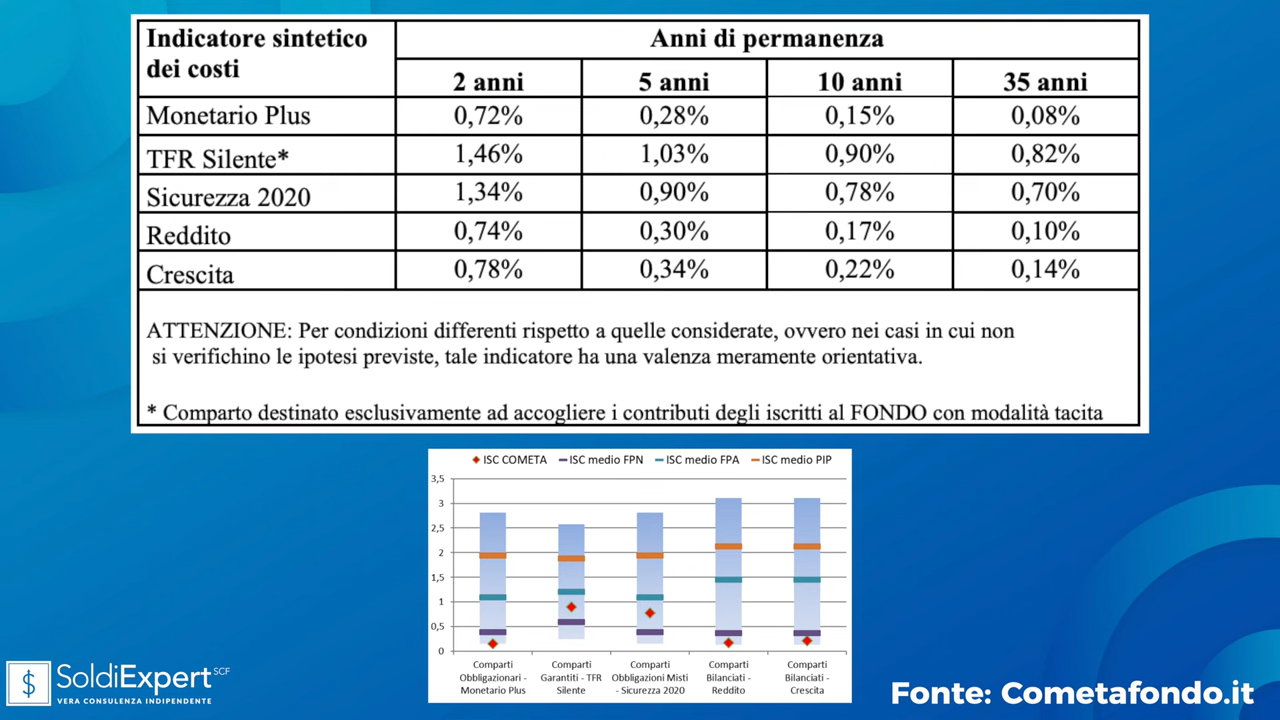 Indicatore sintetico
dei costi
Anni di permanenza
2 anni
5 anni
10 anni
35 anni
Monetario Plus
0,72%
0,28%
0,15%
0,08%
TFR Silente*
1,46%
1,03%
0,90%
0,82%
Sicurezza 2020
1,34%
0,90%
0,78%
0,70%
Reddito
0,74%
0,30%
0,17%
0,10%
Crescita
0,78%
0,34%
0,22%
0,14%
ATTENZIONE: Per condizioni differenti rispetto a quelle considerate, ovvero nei casi in cui non
si verifichino le ipotesi previste, tale indicatore ha una valenza meramente orientativa.
* Comparto destinato esclusivamente ad accogliere i contributi degli iscritti al FONDO con modalità tacita
ISC COMETA
ISC medio FPN
ISC medio FPA
ISC medio PIP
3,5
3
2,5
2
1,5
1
0,5
0
Comparti
Obbligazionari -
Monetario Plus
Comparti
Garantiti - TFR
Silente
Comparti
Obbligazioni Misti
- Sicurezza 2020
Comparti
Bilanciati -
Reddito
Comparti
Bilanciati -
Crescita
$
SoldiExpert SCF
VERA CONSULENZA INDIPENDENTE
Fonte: Cometafondo.it